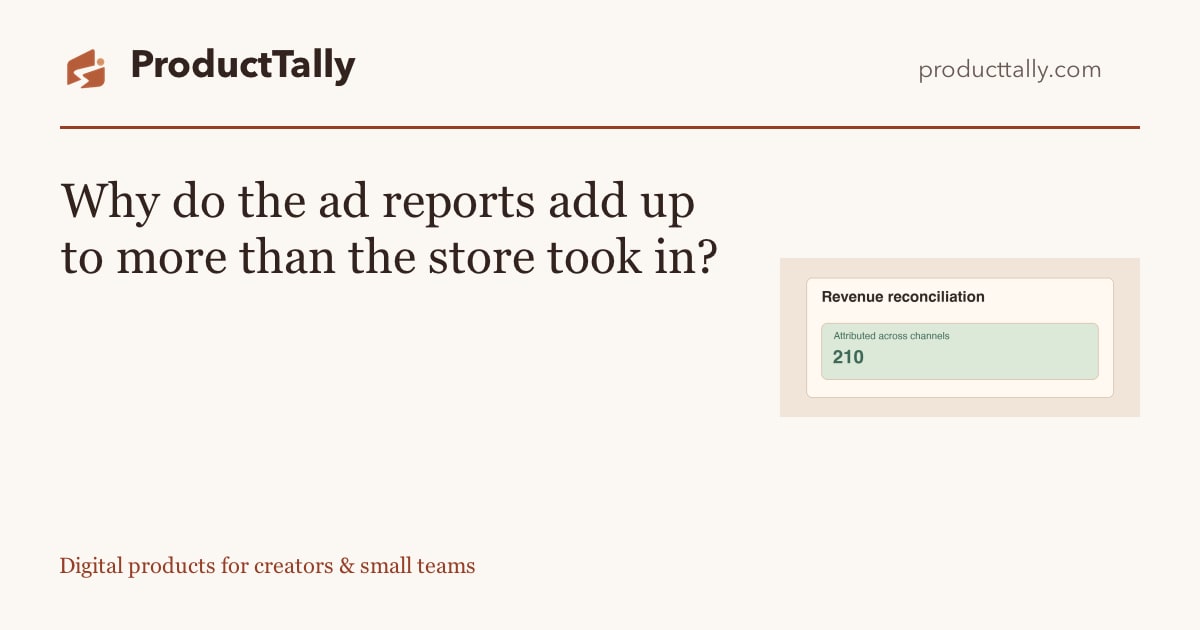 ProductTally
producttally.com
Why do the ad reports add up
to more than the store took in?
Revenue reconciliation
Attributed across channels
210
Digital products for creators & small teams